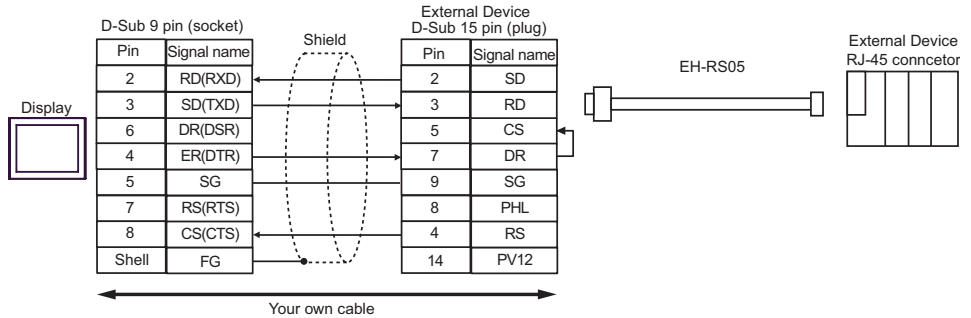 D-Sub 9 pin (socket)
Shield
External Device
D-Sub 15 pin (plug)
Pin Signal name
Pin Signal name
2 RD(RXD) 2 SD
3 SD(TXD) 3 RD
6 DR(DSR) 5 CS
4 ER(DTR) 7 DR
5 SG 9 SG
7 RS(RTS) 8 PHL
8 CS(CTS) 4 RS
Shell FG 14 PV12
Display
Your own cable
EH-RS05
External Device
RJ-45 conncetor